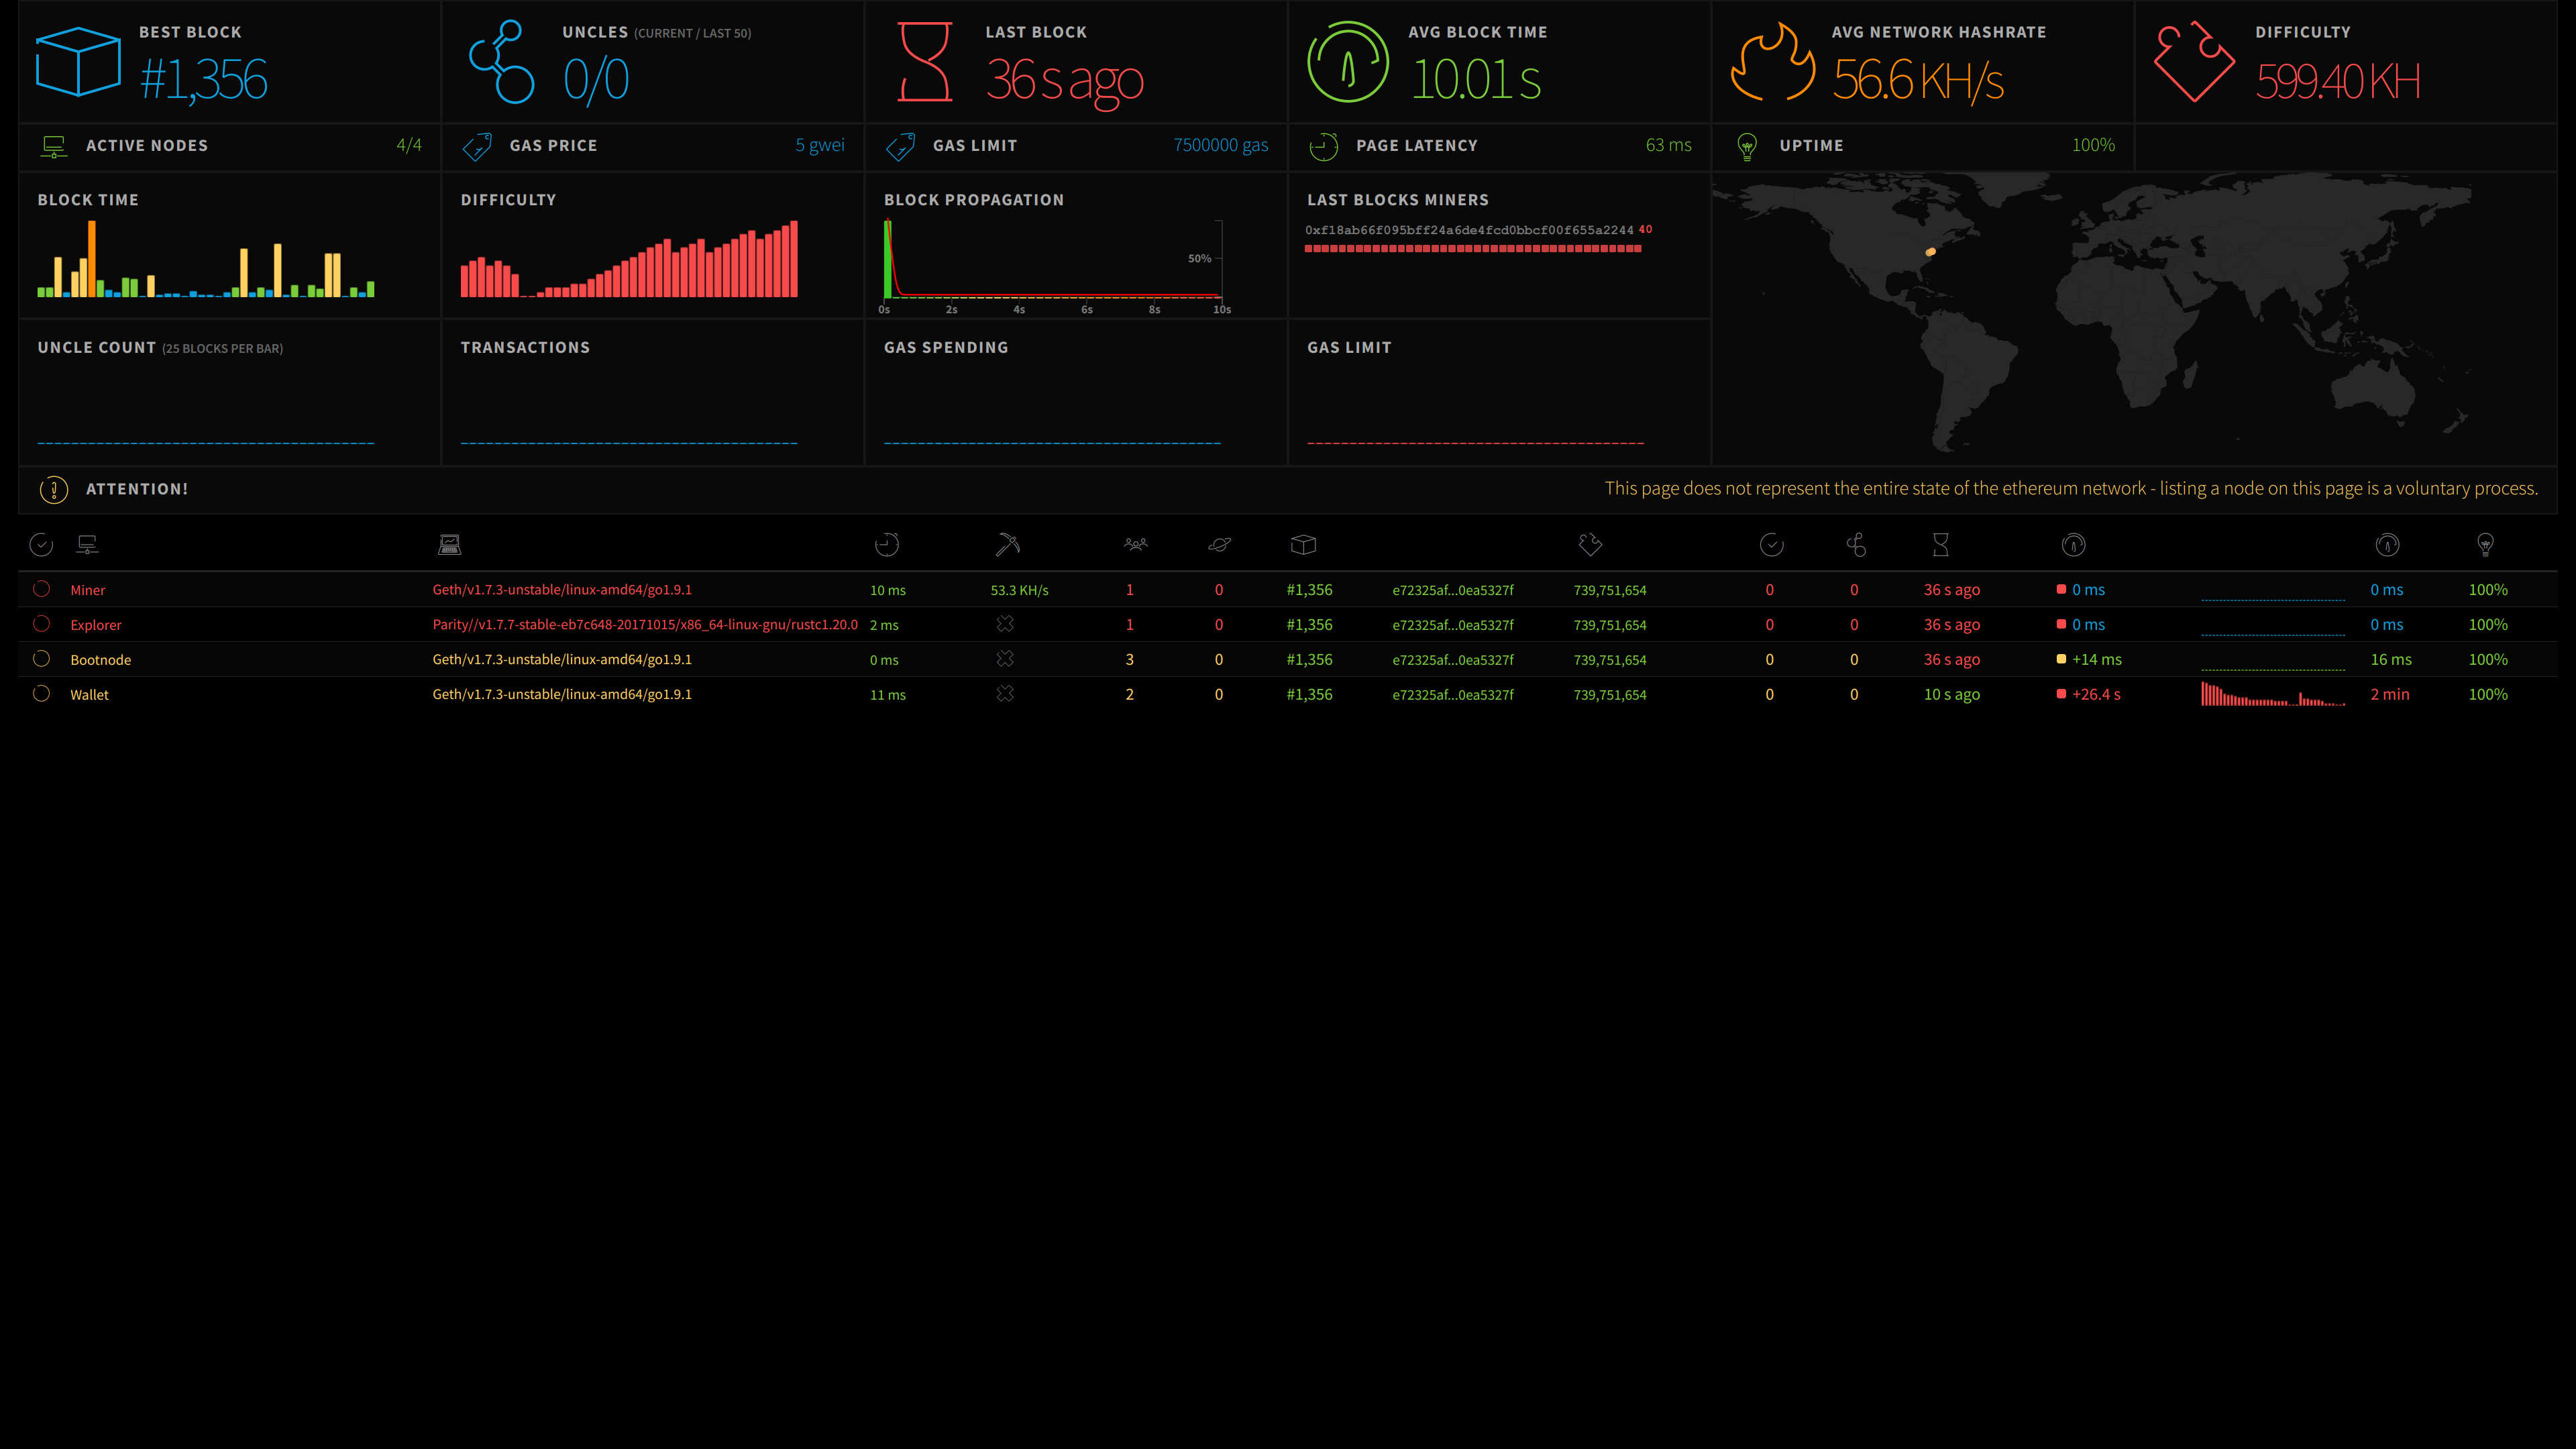 BEST BLOCK
#1,356
UNCLES (CURRENT / LAST 50)
0/0
LAST BLOCK
36 s ago
AVG BLOCK TIME
10.01 s
AVG NETWORK HASHRATE
56.6 KH/s
DIFFICULTY
599.40 KH
ACTIVE NODES 4/4
GAS PRICE 5 gwei
GAS LIMIT 7500000 gas
PAGE LATENCY 63 ms
UPTIME 100%
BLOCK TIME
DIFFICULTY
BLOCK PROPAGATION
50%
0s 2s 4s 6s 8s 10s
LAST BLOCKS MINERS
0xf18ab66f095bff24a6de4fcd0bbcf00f655a2244 40
UNCLE COUNT (25 BLOCKS PER BAR)
TRANSACTIONS
GAS SPENDING
GAS LIMIT
ATTENTION! This page does not represent the entire state of the ethereum network - listing a node on this page is a voluntary process.
Miner Geth/v1.7.3-unstable/linux-amd64/go1.9.1 10 ms 53.3 KH/s 1 0 #1,356 e72325af...0ea5327f 739,751,654 0 0 36 s ago 0 ms 0 ms 100%
Explorer Parity//v1.7.7-stable-eb7c648-20171015/x86_64-linux-gnu/rustc1.20.0 2 ms 1 0 #1,356 e72325af...0ea5327f 739,751,654 0 0 36 s ago 0 ms 0 ms 100%
Bootnode Geth/v1.7.3-unstable/linux-amd64/go1.9.1 0 ms 3 0 #1,356 e72325af...0ea5327f 739,751,654 0 0 36 s ago +14 ms 16 ms 100%
Wallet Geth/v1.7.3-unstable/linux-amd64/go1.9.1 11 ms 2 0 #1,356 e72325af...0ea5327f 739,751,654 0 0 10 s ago +26.4 s 2 min 100%